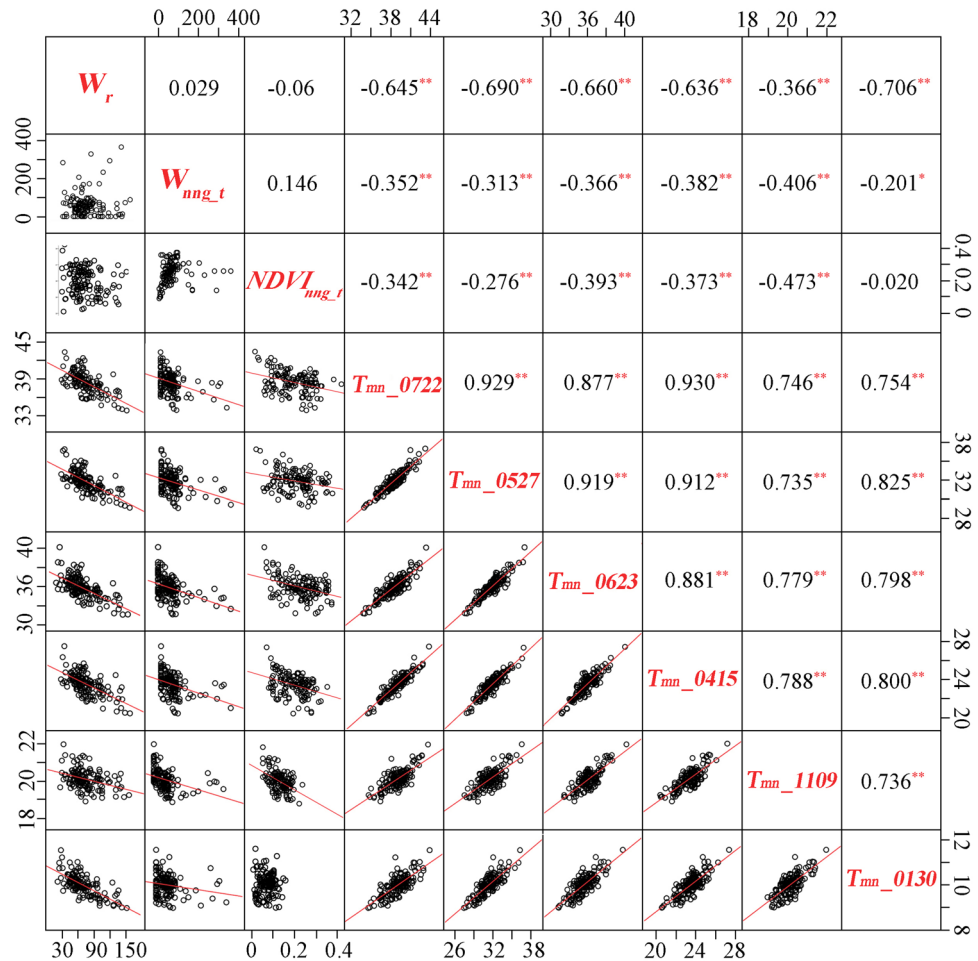 0 200 400 32 38 44 30 36 40 18 20 22
W_r 0.029 -0.06 -0.645** -0.690** -0.660** -0.636** -0.366** -0.706**
0 200 400 W_nng_t 0.146 -0.352** -0.313** -0.366** -0.382** -0.406** -0.201*
NDVI_nng_t -0.342** -0.276** -0.393** -0.373** -0.473** -0.020 0 0.2 0.4
33 39 45 Tmn_0722 0.929** 0.877** 0.930** 0.746** 0.754**
Tmn_0527 0.919** 0.912** 0.735** 0.825** 28 32 38
30 36 40 Tmn_0623 0.881** 0.779** 0.798**
Tmn_0415 0.788** 0.800** 20 24 28
18 20 22 Tmn_1109 0.736**
Tmn_0130 8 10 12
30 90 150 0 0.2 0.4 26 32 38 20 24 28